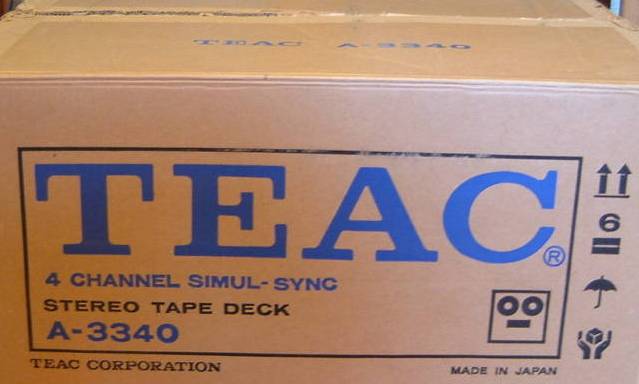 TEAC A-3340
TEAC®
4 CHANNEL SIMUL-SYNC
STEREO TAPE DECK
A-3340
TEAC CORPORATION
MADE IN JAPAN
6